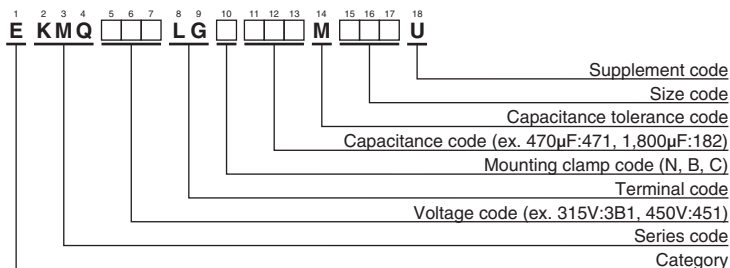 1 2 3 4 5 6 7 8 9 10 11 12 13 14 15 16 17 18
E KMQ □□□ LG □ □□□ M □□□ U
Supplement code
Size code
Capacitance tolerance code
Capacitance code (ex. 470µF:471, 1,800µF:182)
Mounting clamp code (N, B, C)
Terminal code
Voltage code (ex. 315V:3B1, 450V:451)
Series code
Category